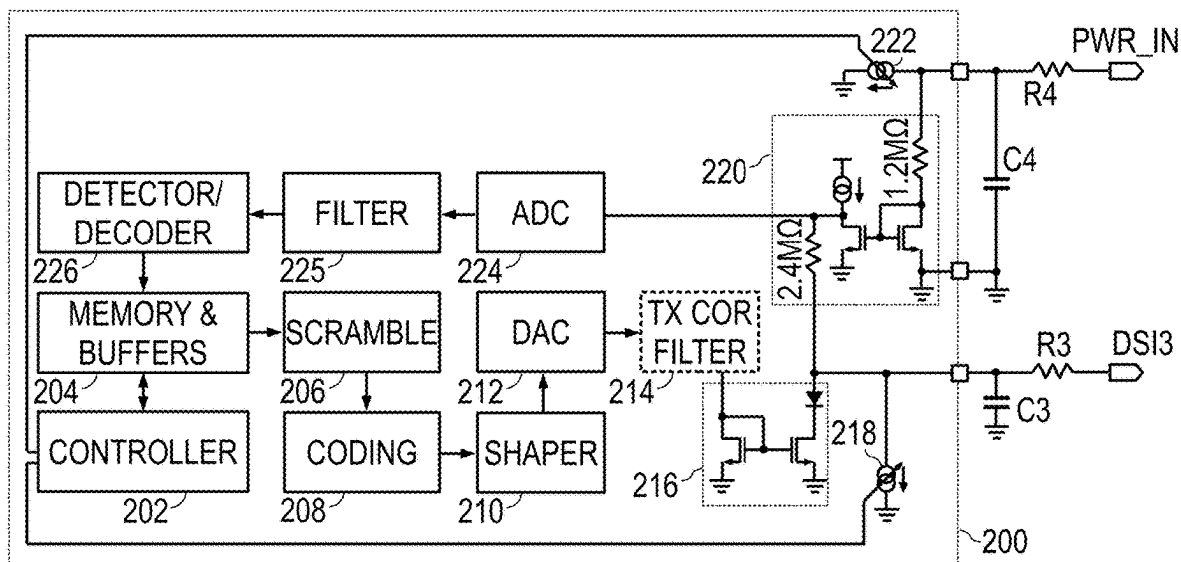 222
PWR_IN
R4
220
1.2MΩ
C4
DETECTOR/
DECODER
226
FILTER
225
ADC
224
2.4MΩ
MEMORY &
BUFFERS
204
SCRAMBLE
206
DAC
212
TX COR
FILTER
214
R3
DSI3
C3
CONTROLLER
202
CODING
208
SHAPER
210
216
218
200